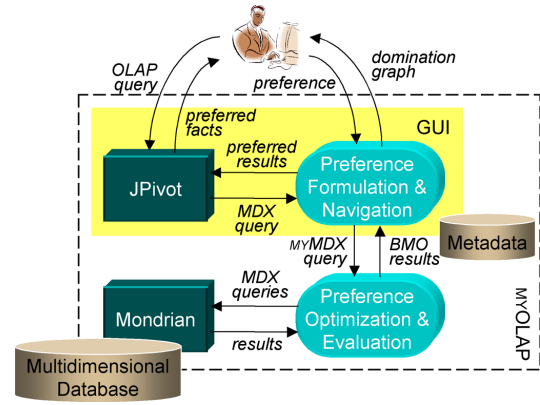 OLAP
query
preference
domination
graph
preferred
facts
GUI
preferred
results
JPivot
MDX
query
Preference
Formulation &
Navigation
Metadata
MYMDX
query
BMO
results
MDX
queries
Mondrian
results
Preference
Optimization &
Evaluation
MYOLAP
Multidimensional
Database